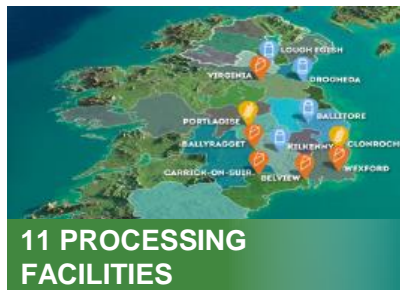 LOUGH EGISH
VIRGINIA
DROGHEDA
PORTLAOISE
BALLITORE
BALLYRAGGET
KILKENNY
CLONROCHE
CARRICK-ON-SUIR
BELVIEW
WEXFORD
11 PROCESSING
FACILITIES